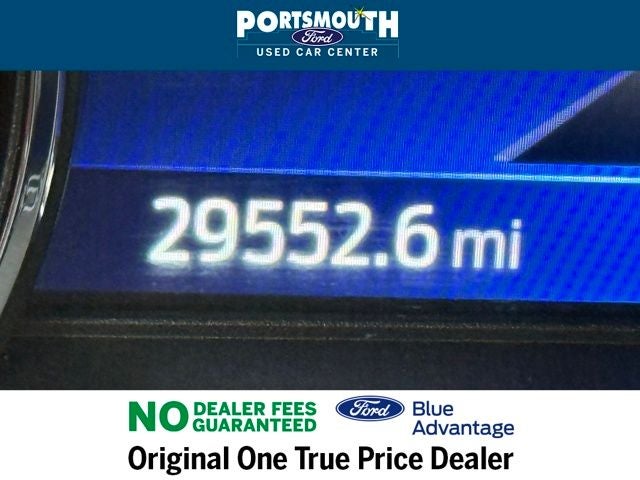 PORTSMOUTH
Ford
USED CAR CENTER
29552.6 mi
NO DEALER FEES
GUARANTEED
Ford
Blue
Advantage
Original One True Price Dealer